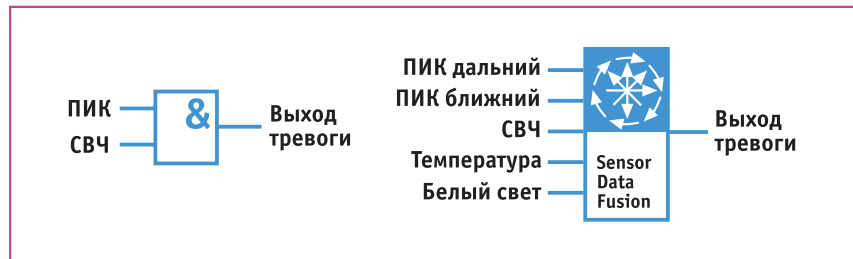 ПИК
СВЧ
&
Выход
тревоги
ПИК дальний
ПИК ближний
СВЧ
Температура
Белый свет
Sensor
Data
Fusion
Выход
тревоги